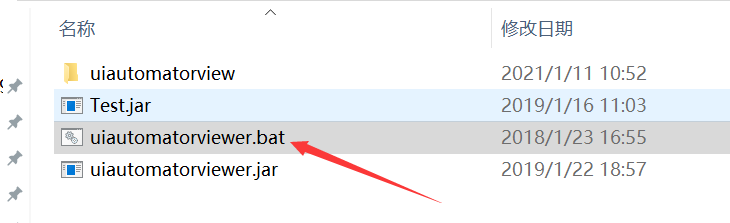 名称 修改日期
uiautomatorview 2021/1/11 10:52
Test.jar 2019/1/16 11:03
uiautomatorviewer.bat 2018/1/23 16:55
uiautomatorviewer.jar 2019/1/22 18:57